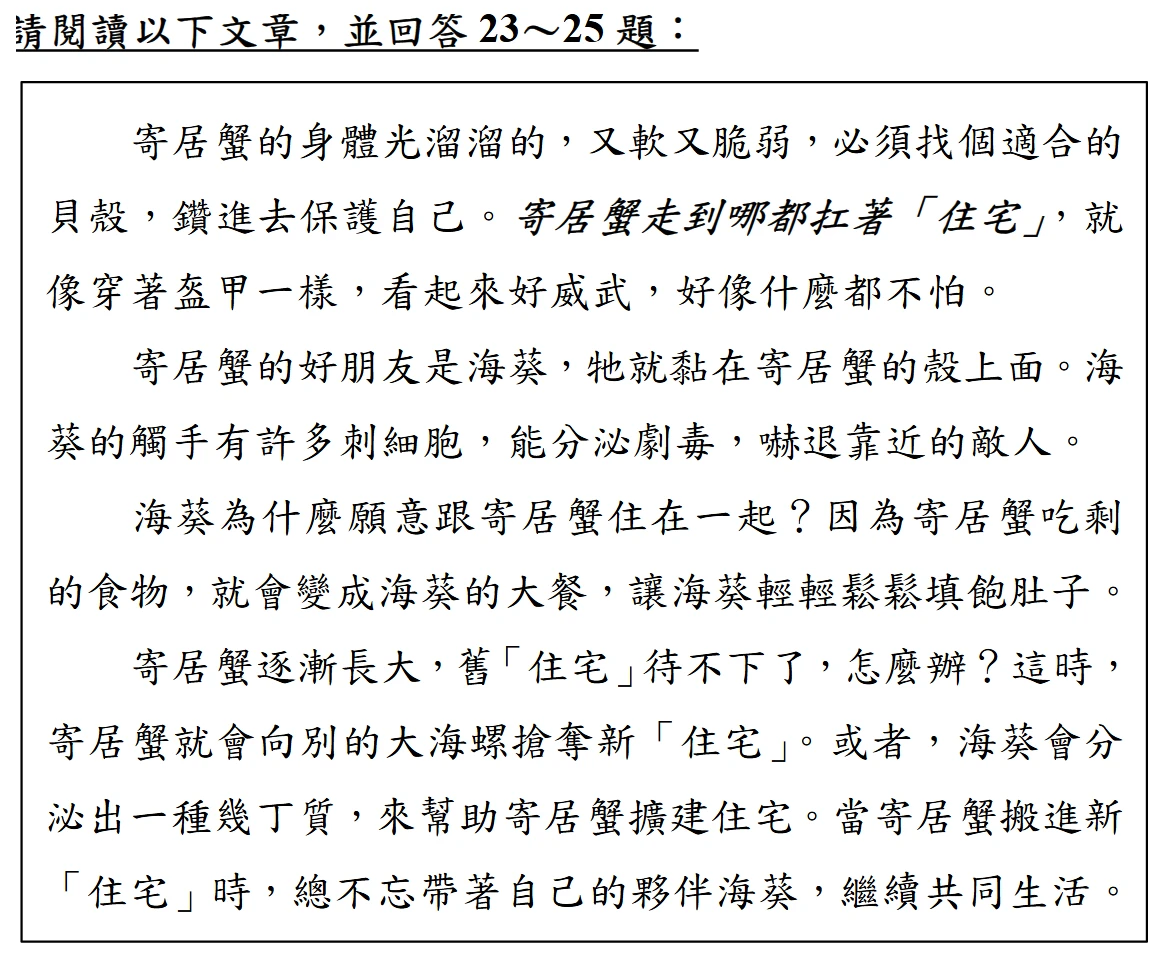 請閱讀以下文章，並回答 23～25 題：
寄居蟹的身體光溜溜的，又軟又脆弱，必須找個適合的
貝殼，鑽進去保護自己。寄居蟹走到哪都扛著「住宅」，就
像穿著盔甲一樣，看起來好威武，好像什麼都不怕。
寄居蟹的好朋友是海葵，牠就黏在寄居蟹的殼上面。海
葵的觸手有許多刺細胞，能分泌劇毒，嚇退靠近的敵人。
海葵為什麼願意跟寄居蟹住在一起？因為寄居蟹吃剩
的食物，就會變成海葵的大餐，讓海葵輕輕鬆鬆填飽肚子。
寄居蟹逐漸長大，舊「住宅」待不下了，怎麼辦？這時，
寄居蟹就會向別的大海螺搶奪新「住宅」。或者，海葵會分
泌出一種幾丁質，來幫助寄居蟹擴建住宅。當寄居蟹搬進新
「住宅」時，總不忘帶著自己的夥伴海葵，繼續共同生活。